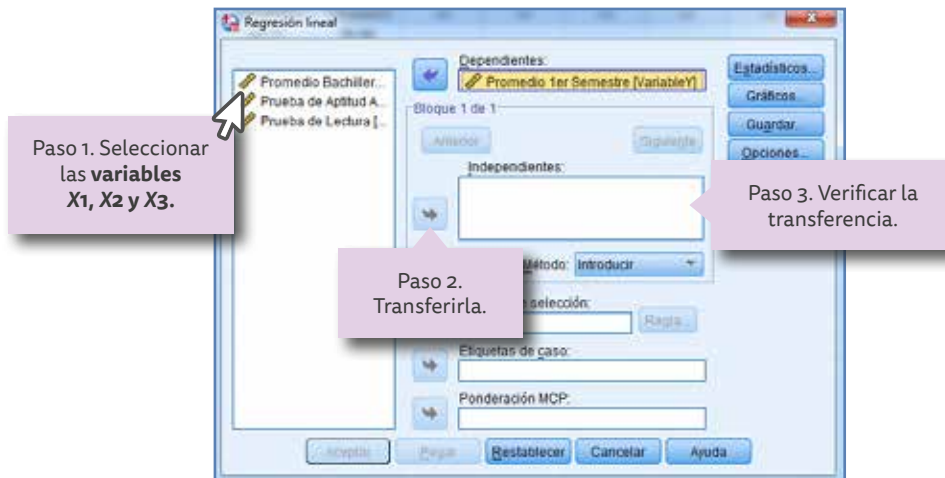 Regresión lineal
Dependientes:
Promedio 1er Semestre [VariableY]
Promedio Bachiller...
Prueba de Aptitud A...
Prueba de Lectura [...
Bloque 1 de 1
Anterior
Siguiente
Independientes:
Método: Introducir
selección:
Regla...
Etiquetas de caso:
Ponderación MCP:
Estadísticos...
Gráficos...
Guardar...
Opciones...
Aceptar
Pegar
Restablecer
Cancelar
Ayuda
Paso 1. Seleccionar
las variables
X1, X2 y X3.
Paso 2.
Transferirla.
Paso 3. Verificar la
transferencia.